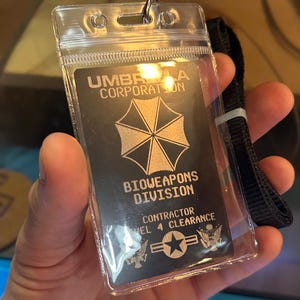 UMBRELLA
CORPORATION
BIOWEAPONS
DIVISION
CONTRACTOR
LEVEL 4 CLEARANCE